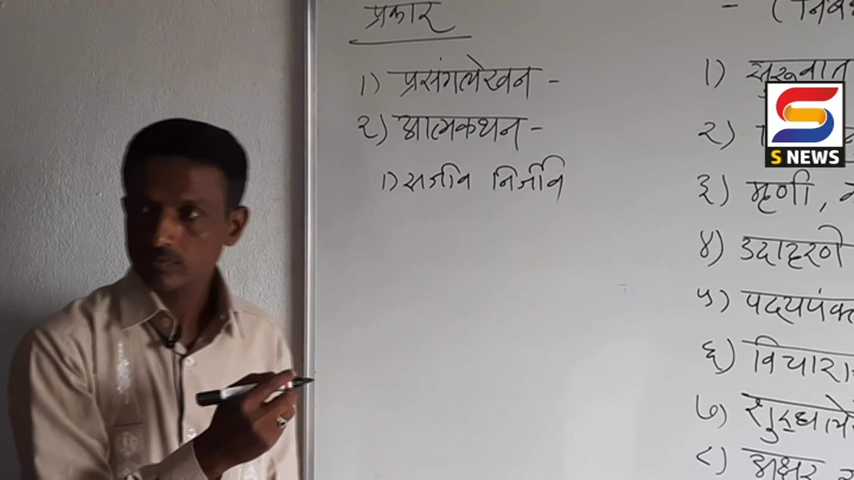 प्रकार
१) प्रसंगलेखन -
२) आत्मकथन -
१) सजीव निर्जीव
- (निबंध
१) सुरूवात
२)
३) म्हणी,
४) उदाहरणे
५) पद्यपंक्
६) विचारा
७)
८) अक्षर
S NEWS